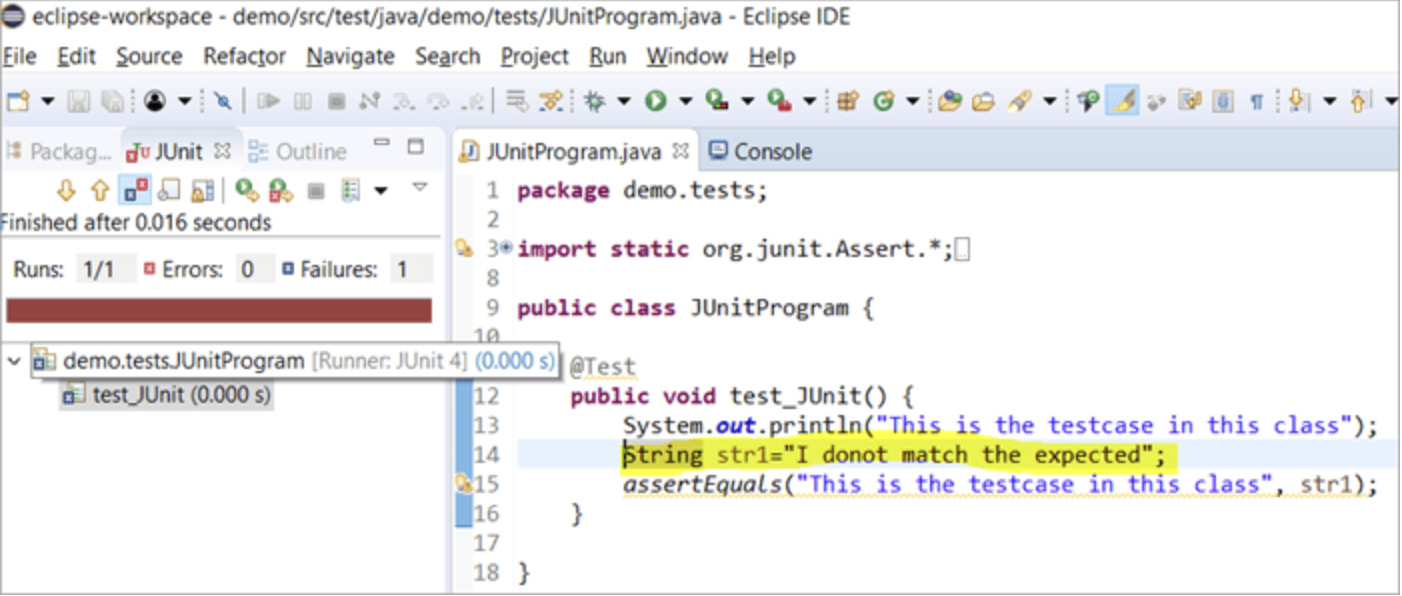 eclipse-workspace - demo/src/test/java/demo/tests/JUnitProgram.java - Eclipse IDE
File Edit Source Refactor Navigate Search Project Run Window Help
Packag... JUnit Outline
Finished after 0.016 seconds
Runs: 1/1 Errors: 0 Failures: 1
demo.tests.JUnitProgram [Runner: JUnit 4] (0.000 s)
test_JUnit (0.000 s)
JUnitProgram.java Console
1 package demo.tests;
2
3 import static org.junit.Assert.*;
8
9 public class JUnitProgram {
10
@Test
12 public void test_JUnit() {
13 System.out.println("This is the testcase in this class");
14 String str1="I donot match the expected";
15 assertEquals("This is the testcase in this class", str1);
16 }
17
18 }